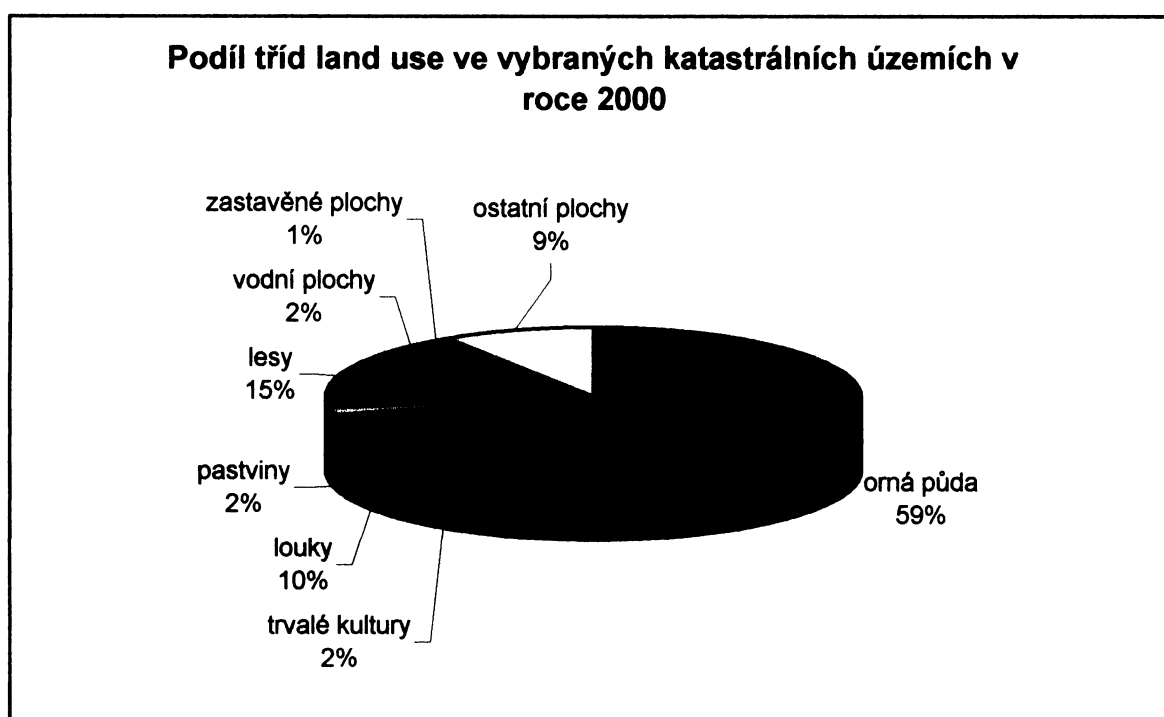 Podíl tříd land use ve vybraných katastrálních územích v
roce 2000
zastavěné plochy
1%
ostatní plochy
9%
vodní plochy
2%
lesy
15%
pastviny
2%
orná půda
59%
louky
10%
trvalé kultury
2%